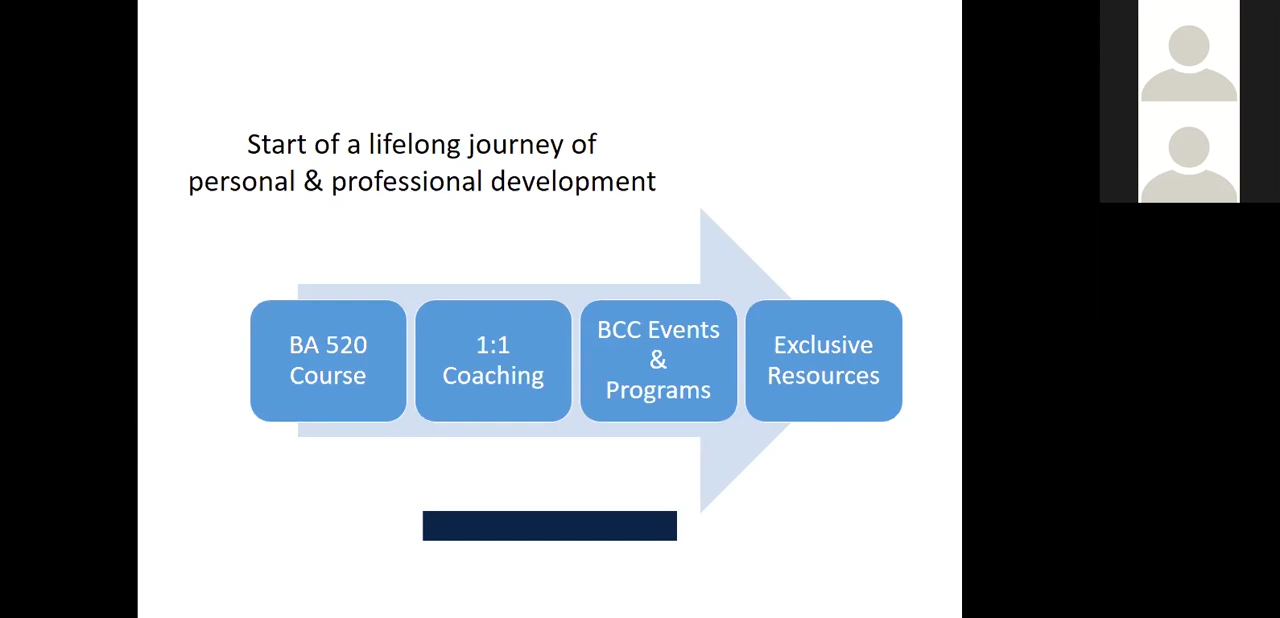 Start of a lifelong journey of
personal & professional development
BA 520
Course
1:1
Coaching
BCC Events
&
Programs
Exclusive
Resources